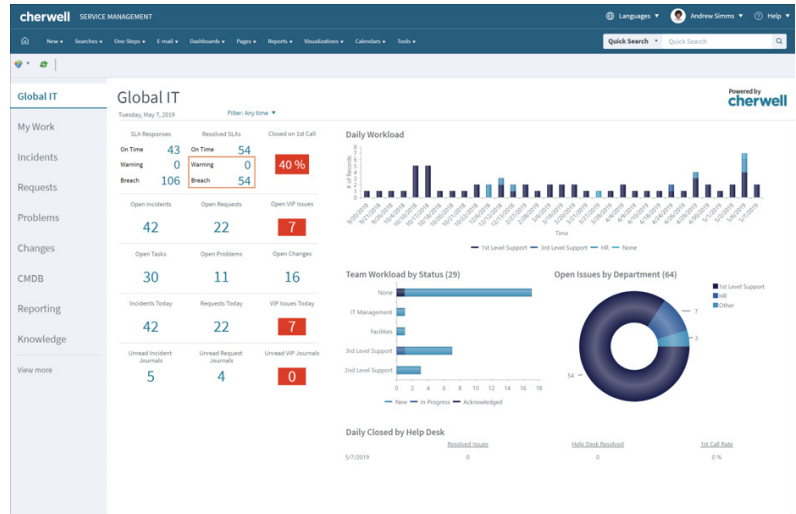 cherwell SERVICE MANAGEMENT
Languages ▾ Andrew Simms ▾ Help ▾
New ▾ Searches ▾ One-Steps ▾ E-mail ▾ Dashboards ▾ Pages ▾ Reports ▾ Visualizations ▾ Calendars ▾ Tools ▾
Quick Search ▾ Quick Search
Global IT
My Work
Incidents
Requests
Problems
Changes
CMDB
Reporting
Knowledge
View more
Global IT
Tuesday, May 7, 2019
Filter: Any time ▾
Powered by
cherwell
SLA Responses
On Time 43
Warning 0
Breach 106
Resolved SLAs
On Time 54
Warning 0
Breach 54
Closed on 1st Call
40 %
Open Incidents
42
Open Requests
22
Open VIP Issues
7
Open Tasks
30
Open Problems
11
Open Changes
16
Incidents Today
42
Requests Today
22
VIP Issues Today
7
Unread Incident
Journals
5
Unread Request
Journals
4
Unread VIP Journals
0
Daily Workload
# of Records
8
7
6
5
4
3
2
1
0
Time
1st Level Support 3rd Level Support HR None
Team Workload by Status (29)
None
IT Management
Facilities
3rd Level Support
2nd Level Support
0 2 4 6 8 10 12 14 16 18
New In Progress Acknowledged
Open Issues by Department (64)
1st Level Support
HR
Other
7
3
54
Daily Closed by Help Desk
Resolved Issues Help Desk Resolved 1st Call Rate
5/7/2019 0 0 0 %